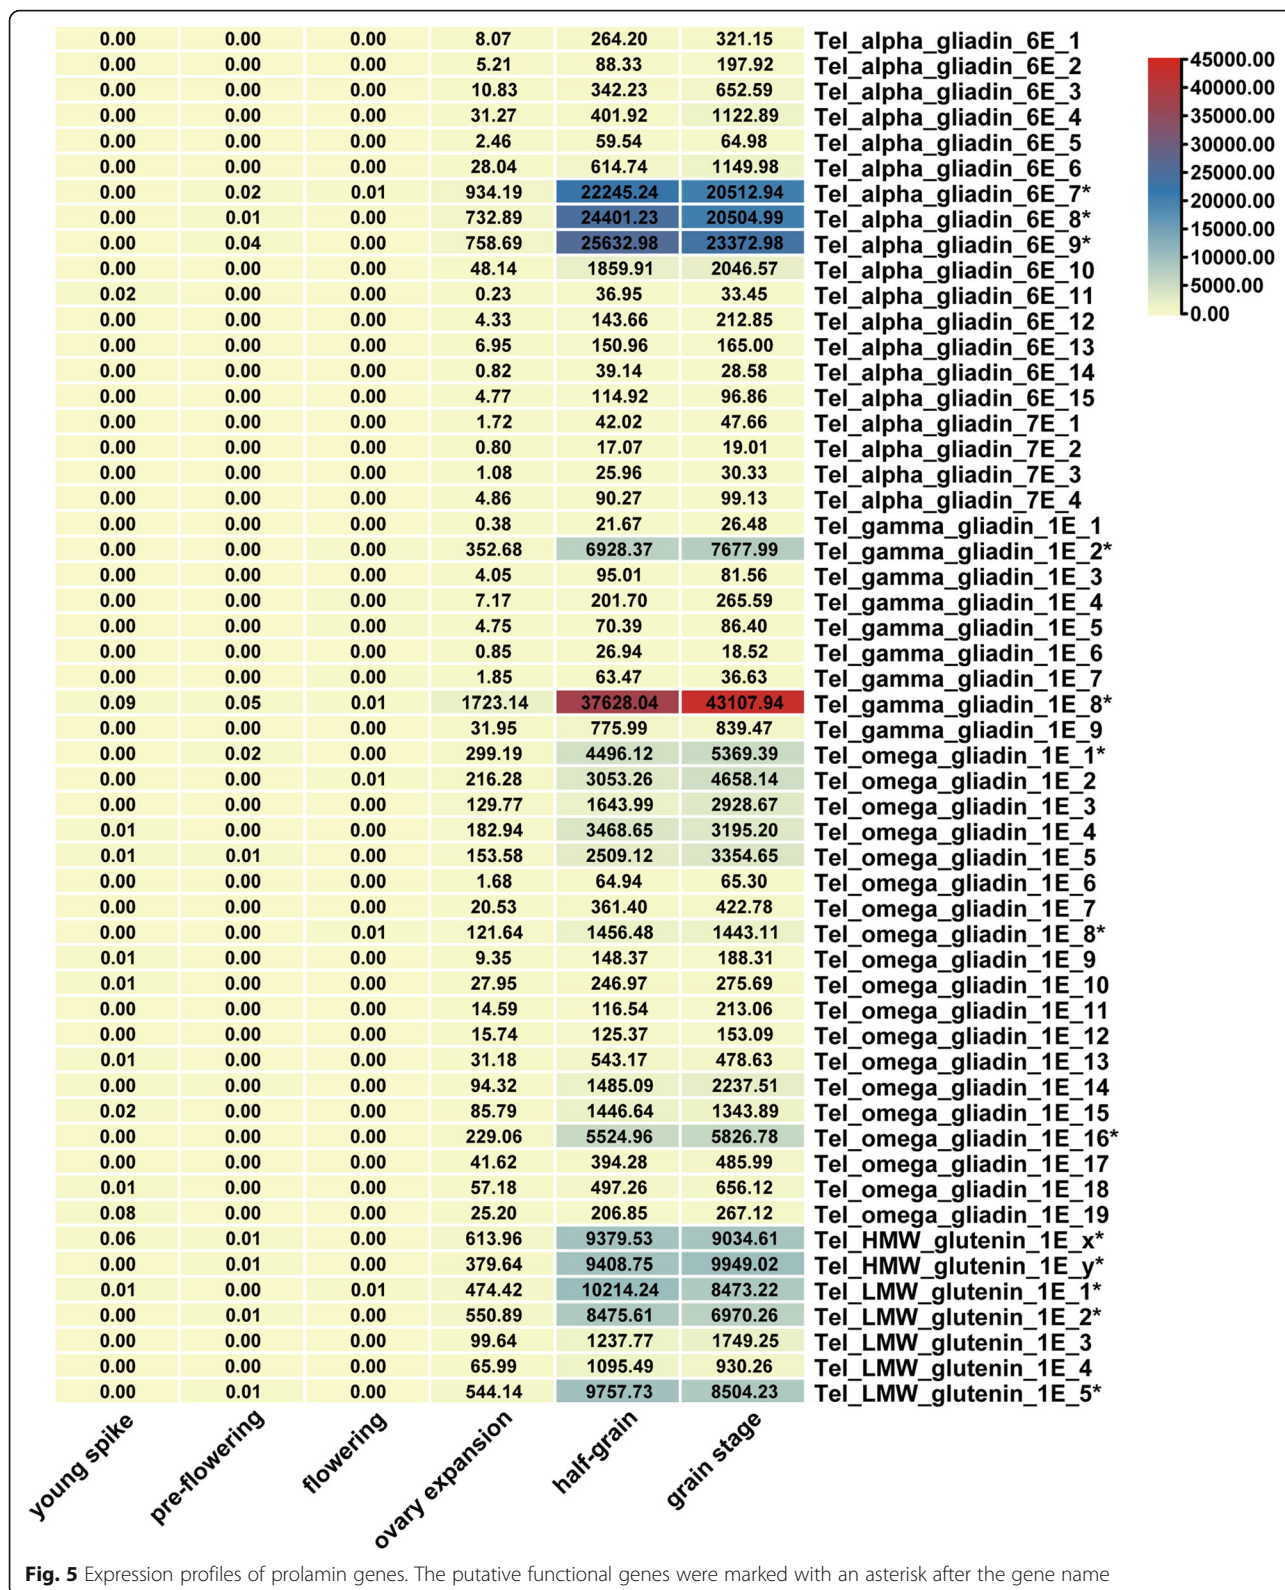 0.00 0.00 0.00 8.07 264.20 321.15 Tel_alpha_gliadin_6E_1
0.00 0.00 0.00 5.21 88.33 197.92 Tel_alpha_gliadin_6E_2
0.00 0.00 0.00 10.83 342.23 652.59 Tel_alpha_gliadin_6E_3
0.00 0.00 0.00 31.27 401.92 1122.89 Tel_alpha_gliadin_6E_4
0.00 0.00 0.00 2.46 59.54 64.98 Tel_alpha_gliadin_6E_5
0.00 0.00 0.00 28.04 614.74 1149.98 Tel_alpha_gliadin_6E_6
0.00 0.02 0.01 934.19 22245.24 20512.94 Tel_alpha_gliadin_6E_7*
0.00 0.01 0.00 732.89 24401.23 20504.99 Tel_alpha_gliadin_6E_8*
0.00 0.04 0.00 758.69 25632.98 23372.98 Tel_alpha_gliadin_6E_9*
0.00 0.00 0.00 48.14 1859.91 2046.57 Tel_alpha_gliadin_6E_10
0.02 0.00 0.00 0.23 36.95 33.45 Tel_alpha_gliadin_6E_11
0.00 0.00 0.00 4.33 143.66 212.85 Tel_alpha_gliadin_6E_12
0.00 0.00 0.00 6.95 150.96 165.00 Tel_alpha_gliadin_6E_13
0.00 0.00 0.00 0.82 39.14 28.58 Tel_alpha_gliadin_6E_14
0.00 0.00 0.00 4.77 114.92 96.86 Tel_alpha_gliadin_6E_15
0.00 0.00 0.00 1.72 42.02 47.66 Tel_alpha_gliadin_7E_1
0.00 0.00 0.00 0.80 17.07 19.01 Tel_alpha_gliadin_7E_2
0.00 0.00 0.00 1.08 25.96 30.33 Tel_alpha_gliadin_7E_3
0.00 0.00 0.00 4.86 90.27 99.13 Tel_alpha_gliadin_7E_4
0.00 0.00 0.00 0.38 21.67 26.48 Tel_gamma_gliadin_1E_1
0.00 0.00 0.00 352.68 6928.37 7677.99 Tel_gamma_gliadin_1E_2*
0.00 0.00 0.00 4.05 95.01 81.56 Tel_gamma_gliadin_1E_3
0.00 0.00 0.00 7.17 201.70 265.59 Tel_gamma_gliadin_1E_4
0.00 0.00 0.00 4.75 70.39 86.40 Tel_gamma_gliadin_1E_5
0.00 0.00 0.00 0.85 26.94 18.52 Tel_gamma_gliadin_1E_6
0.00 0.00 0.00 1.85 63.47 36.63 Tel_gamma_gliadin_1E_7
0.09 0.05 0.01 1723.14 37628.04 43107.94 Tel_gamma_gliadin_1E_8*
0.00 0.00 0.00 31.95 775.99 839.47 Tel_gamma_gliadin_1E_9
0.00 0.02 0.00 299.19 4496.12 5369.39 Tel_omega_gliadin_1E_1*
0.00 0.00 0.01 216.28 3053.26 4658.14 Tel_omega_gliadin_1E_2
0.00 0.00 0.00 129.77 1643.99 2928.67 Tel_omega_gliadin_1E_3
0.01 0.00 0.00 182.94 3468.65 3195.20 Tel_omega_gliadin_1E_4
0.01 0.01 0.00 153.58 2509.12 3354.65 Tel_omega_gliadin_1E_5
0.00 0.00 0.00 1.68 64.94 65.30 Tel_omega_gliadin_1E_6
0.00 0.00 0.00 20.53 361.40 422.78 Tel_omega_gliadin_1E_7
0.00 0.00 0.01 121.64 1456.48 1443.11 Tel_omega_gliadin_1E_8*
0.01 0.00 0.00 9.35 148.37 188.31 Tel_omega_gliadin_1E_9
0.01 0.00 0.00 27.95 246.97 275.69 Tel_omega_gliadin_1E_10
0.00 0.00 0.00 14.59 116.54 213.06 Tel_omega_gliadin_1E_11
0.00 0.00 0.00 15.74 125.37 153.09 Tel_omega_gliadin_1E_12
0.01 0.00 0.00 31.18 543.17 478.63 Tel_omega_gliadin_1E_13
0.00 0.00 0.00 94.32 1485.09 2237.51 Tel_omega_gliadin_1E_14
0.02 0.00 0.00 85.79 1446.64 1343.89 Tel_omega_gliadin_1E_15
0.00 0.00 0.00 229.06 5524.96 5826.78 Tel_omega_gliadin_1E_16*
0.00 0.00 0.00 41.62 394.28 485.99 Tel_omega_gliadin_1E_17
0.01 0.00 0.00 57.18 497.26 656.12 Tel_omega_gliadin_1E_18
0.08 0.00 0.00 25.20 206.85 267.12 Tel_omega_gliadin_1E_19
0.06 0.01 0.00 613.96 9379.53 9034.61 Tel_HMW_glutenin_1E_x*
0.00 0.01 0.00 379.64 9408.75 9949.02 Tel_HMW_glutenin_1E_y*
0.01 0.00 0.01 474.42 10214.24 8473.22 Tel_LMW_glutenin_1E_1*
0.00 0.01 0.00 550.89 8475.61 6970.26 Tel_LMW_glutenin_1E_2*
0.00 0.00 0.00 99.64 1237.77 1749.25 Tel_LMW_glutenin_1E_3
0.00 0.00 0.00 65.99 1095.49 930.26 Tel_LMW_glutenin_1E_4
0.00 0.01 0.00 544.14 9757.73 8504.23 Tel_LMW_glutenin_1E_5*
young spike pre-flowering flowering ovary expansion half-grain grain stage
45000.00
40000.00
35000.00
30000.00
25000.00
20000.00
15000.00
10000.00
5000.00
0.00
Fig. 5 Expression profiles of prolamin genes. The putative functional genes were marked with an asterisk after the gene name